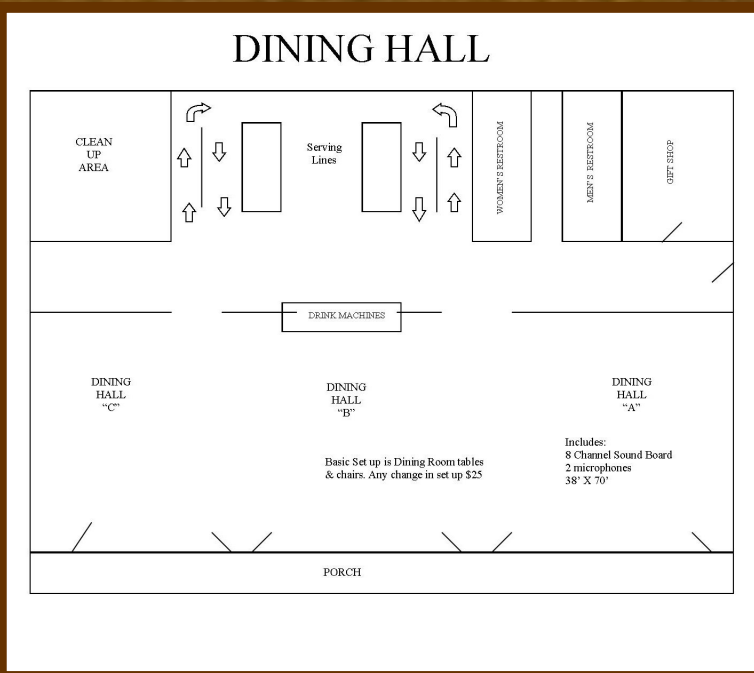 DINING HALL
CLEAN
UP
AREA
Serving
Lines
WOMEN'S RESTROOM
MEN'S RESTROOM
GIFT SHOP
DRINK MACHINES
DINING
HALL
“C”
DINING
HALL
“B”
DINING
HALL
“A”
Basic Set up is Dining Room tables
& chairs. Any change in set up $25
Includes:
8 Channel Sound Board
2 microphones
38’ X 70’
PORCH